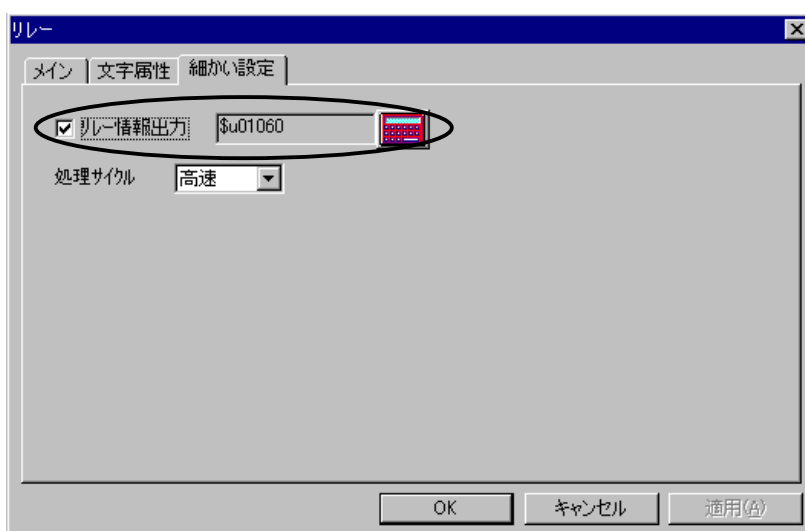 リレー
メイン 文字属性 細かい設定
リレー情報出力 $u01060
処理サイクル 高速
OK キャンセル 適用(A)